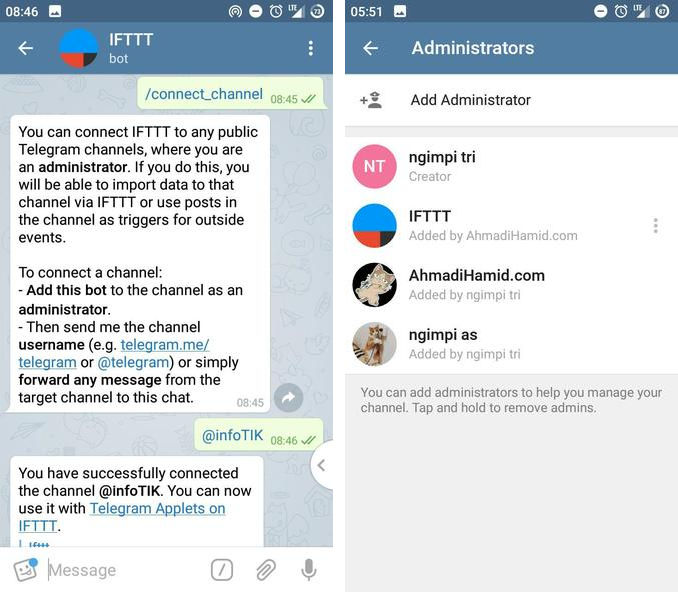 08:46
LTE
73
IFTTT
bot
/connect_channel 08:45
You can connect IFTTT to any public
Telegram channels, where you are
an administrator. If you do this, you
will be able to import data to that
channel via IFTTT or use posts in
the channel as triggers for outside
events.
To connect a channel:
- Add this bot to the channel as an
administrator.
- Then send me the channel
username (e.g. telegram.me/
telegram or @telegram) or simply
forward any message from the
target channel to this chat.
08:45
@infoTIK 08:46
You have successfully connected
the channel @infoTIK. You can now
use it with Telegram Applets on
IFTTT.
Ifttt
Message
05:51
LTE
87
Administrators
Add Administrator
NT
ngimpi tri
Creator
IFTTT
Added by AhmadiHamid.com
AhmadiHamid.com
Added by ngimpi tri
ngimpi as
Added by ngimpi tri
You can add administrators to help you manage your
channel. Tap and hold to remove admins.